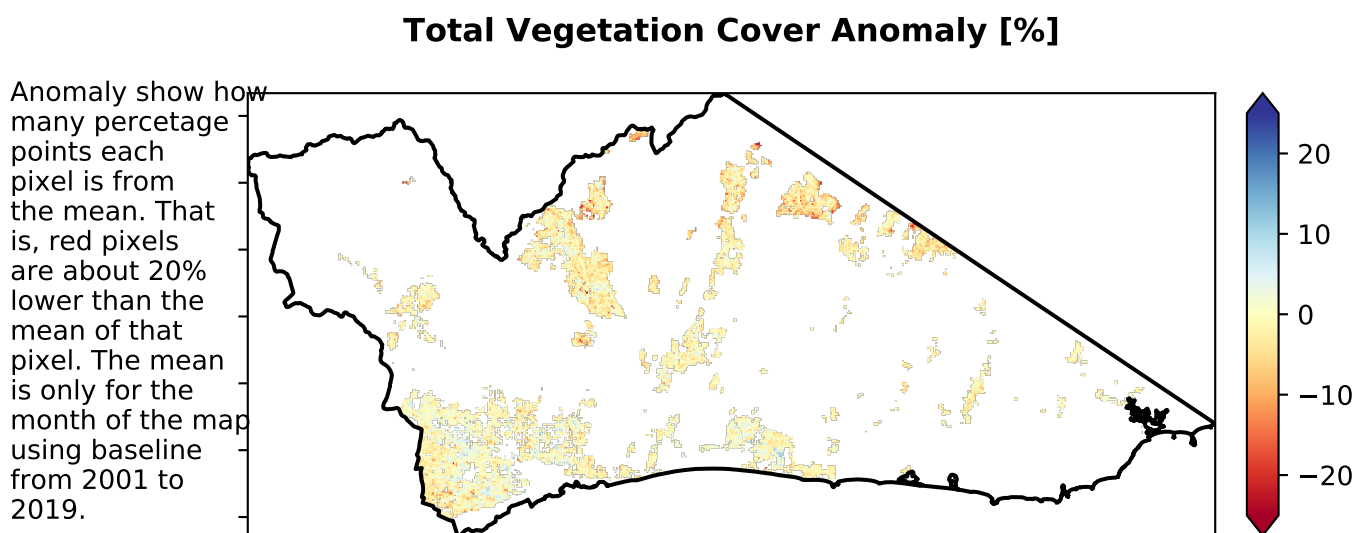 Total Vegetation Cover Anomaly [%]
Anomaly show how
many percetage
points each
pixel is from
the mean. That
is, red pixels
are about 20%
lower than the
mean of that
pixel. The mean
is only for the
month of the map
using baseline
from 2001 to
2019.
20
10
0
−10
−20